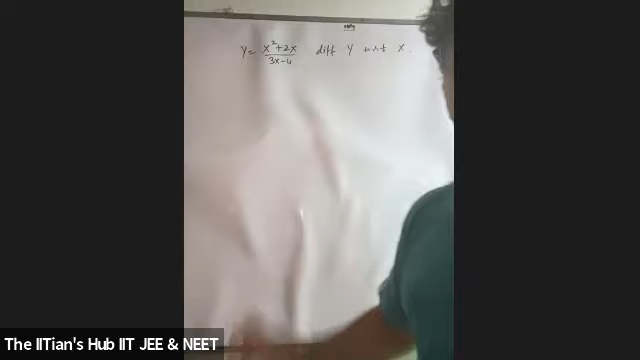 y = x²+2x / 3x-4 diff y w.r.t x.
The IITian's Hub IIT JEE & NEET